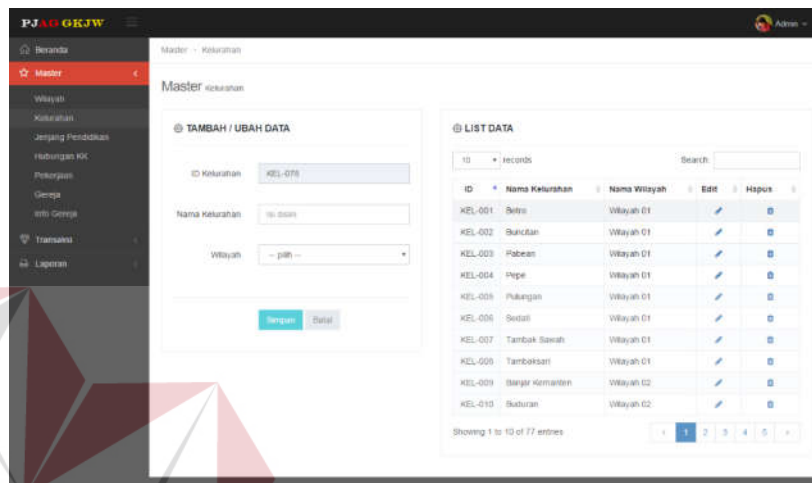 PJAD GKJW
Admin
Beranda
Master
Wilayah
Kelurahan
Jenjang Pendidikan
Hubungan KK
Pekerjaan
Gereja
Info Gereja
Transaksi
Laporan
Master - Kelurahan
Master Kelurahan
TAMBAH / UBAH DATA
ID Kelurahan KEL-078
Nama Kelurahan
Wilayah -- pilih --
Simpan Batal
LIST DATA
10 records Search:
ID Nama Kelurahan Nama Wilayah Edit Hapus
KEL-001 Betro Wilayah 01
KEL-002 Buncitan Wilayah 01
KEL-003 Pabean Wilayah 01
KEL-004 Pepe Wilayah 01
KEL-005 Pulungan Wilayah 01
KEL-006 Sedati Wilayah 01
KEL-007 Tambak Sawah Wilayah 01
KEL-008 Tambaksari Wilayah 01
KEL-009 Banjar Kemanten Wilayah 02
KEL-010 Buduran Wilayah 02
Showing 1 to 10 of 77 entries 1 2 3 4 5